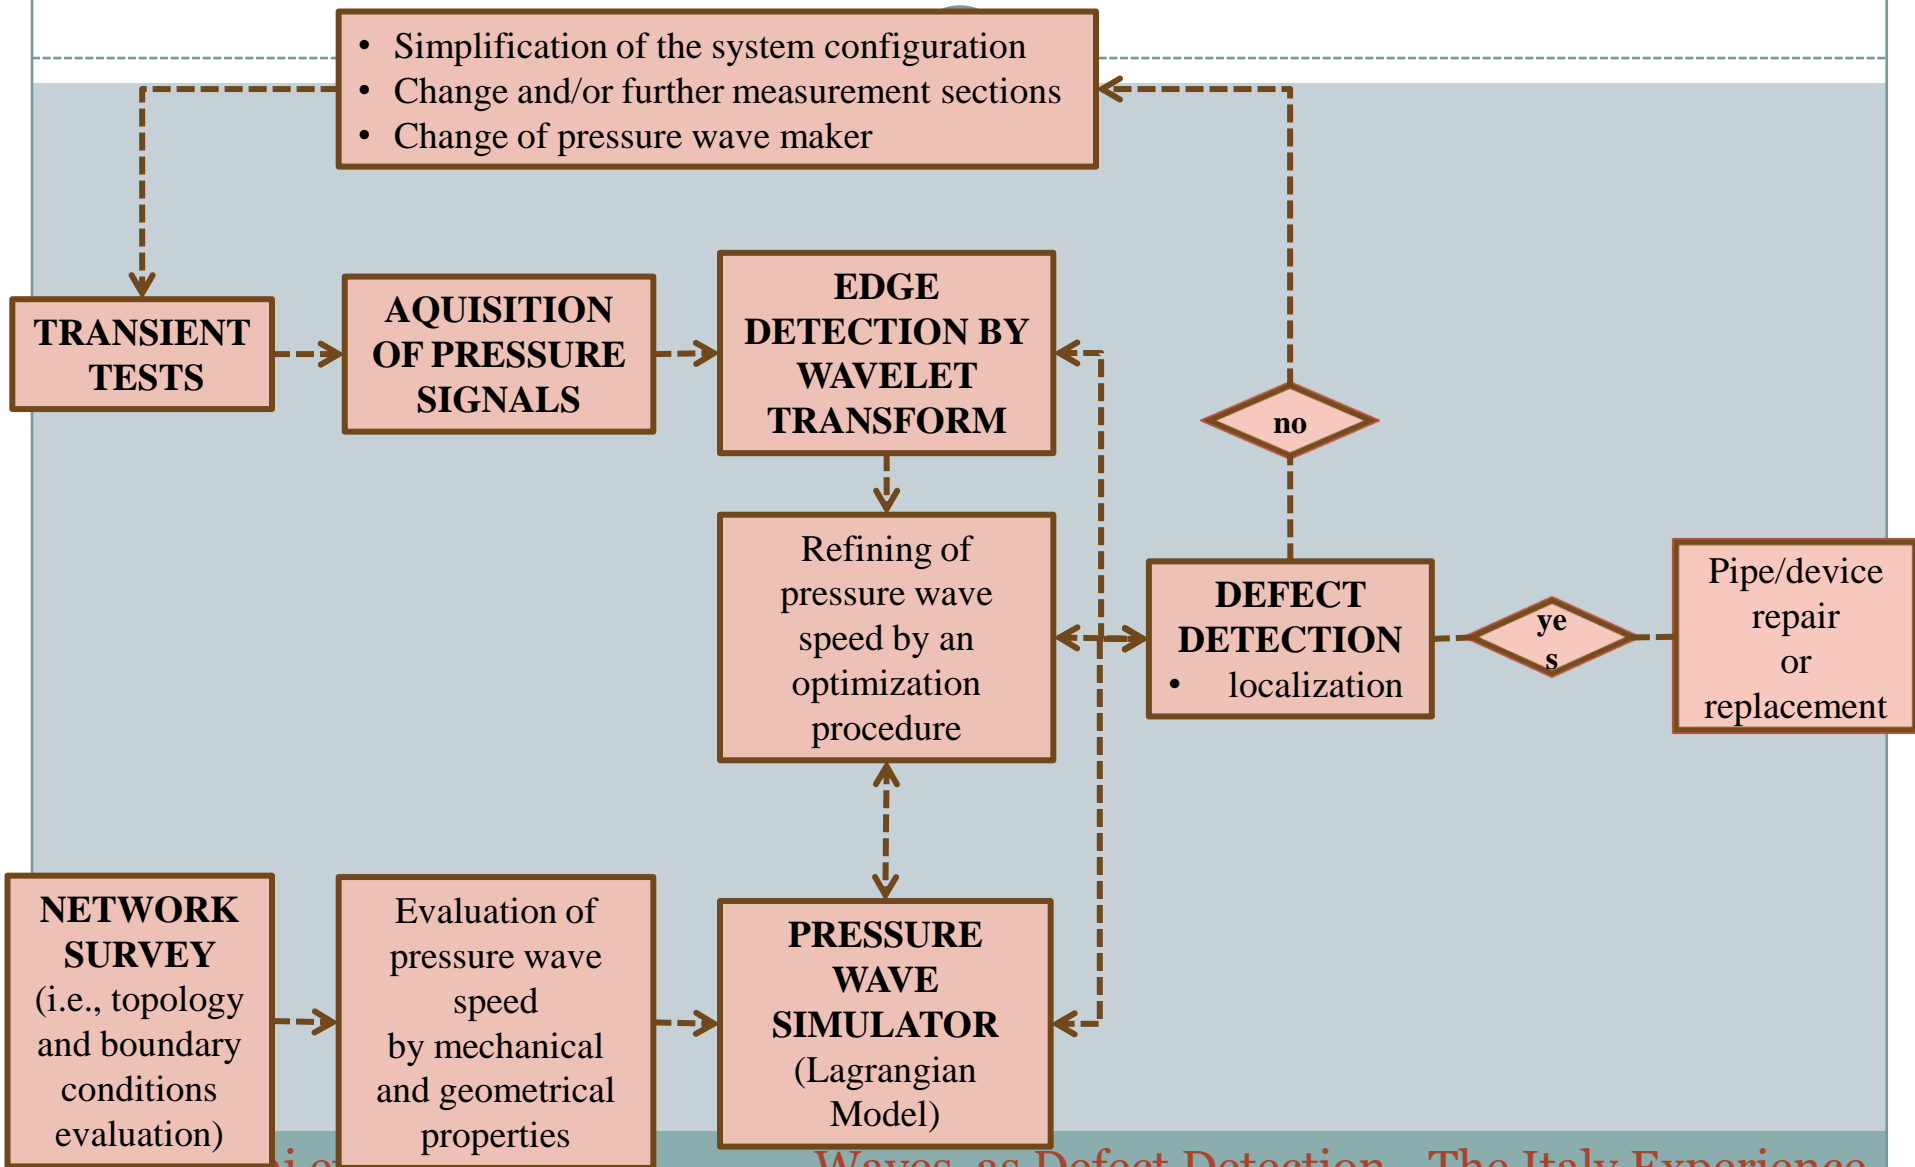 • Simplification of the system configuration
• Change and/or further measurement sections
• Change of pressure wave maker
TRANSIENT
TESTS
AQUISITION
OF PRESSURE
SIGNALS
EDGE
DETECTION BY
WAVELET
TRANSFORM
no
Refining of
pressure wave
speed by an
optimization
procedure
DEFECT
DETECTION
• localization
ye
s
Pipe/device
repair
or
replacement
NETWORK
SURVEY
(i.e., topology
and boundary
conditions
evaluation)
Evaluation of
pressure wave
speed
by mechanical
and geometrical
properties
PRESSURE
WAVE
SIMULATOR
(Lagrangian
Model)
Waves as Defect Detection - The Italy Experience